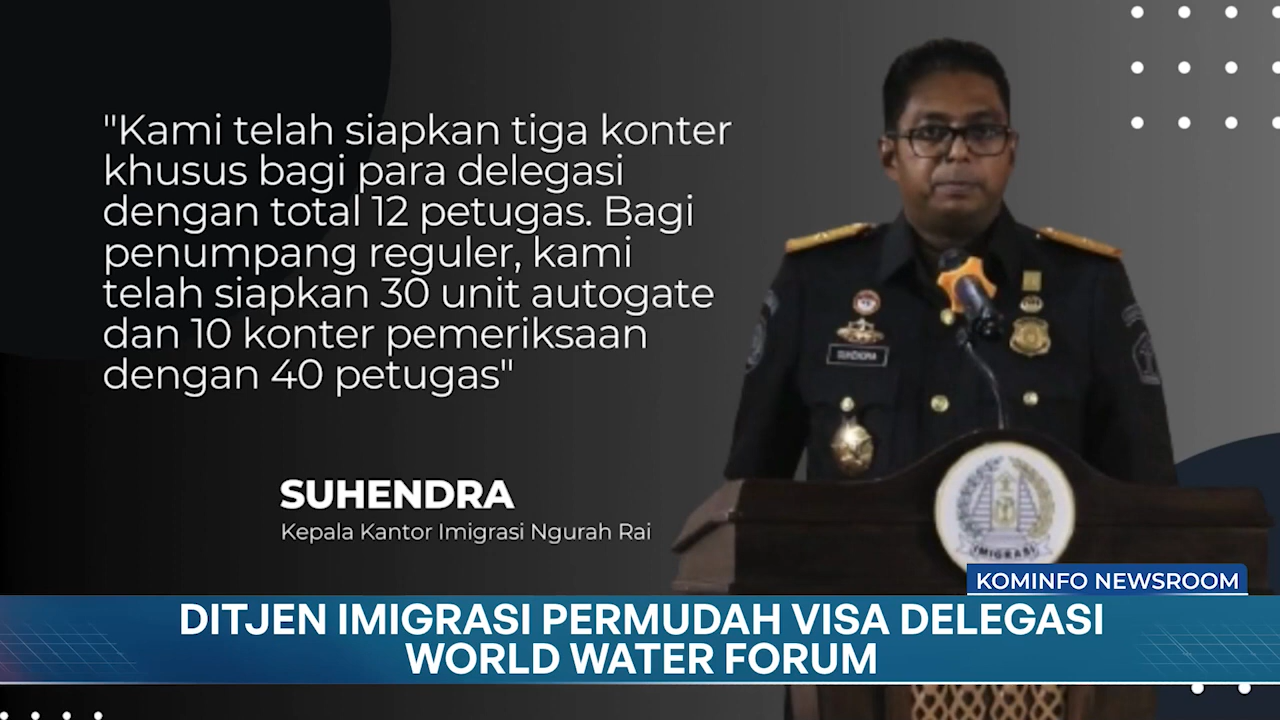 "Kami telah siapkan tiga konter
khusus bagi para delegasi
dengan total 12 petugas. Bagi
penumpang reguler, kami
telah siapkan 30 unit autogate
dan 10 konter pemeriksaan
dengan 40 petugas"
SUHENDRA
Kepala Kantor Imigrasi Ngurah Rai
SUHENDRA
IMIGRASI
KOMINFO NEWSROOM
DITJEN IMIGRASI PERMUDAH VISA DELEGASI
WORLD WATER FORUM